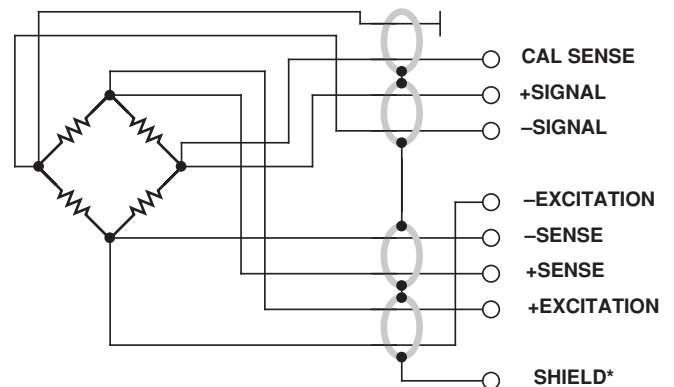 CAL SENSE
+SIGNAL
–SIGNAL
–EXCITATION
–SENSE
+SENSE
+EXCITATION
SHIELD*